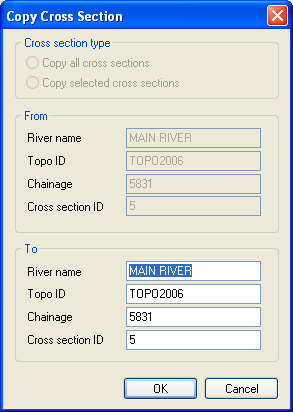 Copy Cross Section
Cross section type
Copy all cross sections
Copy selected cross sections
From
River name MAIN RIVER
Topo ID TOPO2006
Chainage 5831
Cross section ID 5
To
River name MAIN RIVER
Topo ID TOPO2006
Chainage 5831
Cross section ID 5
OK Cancel